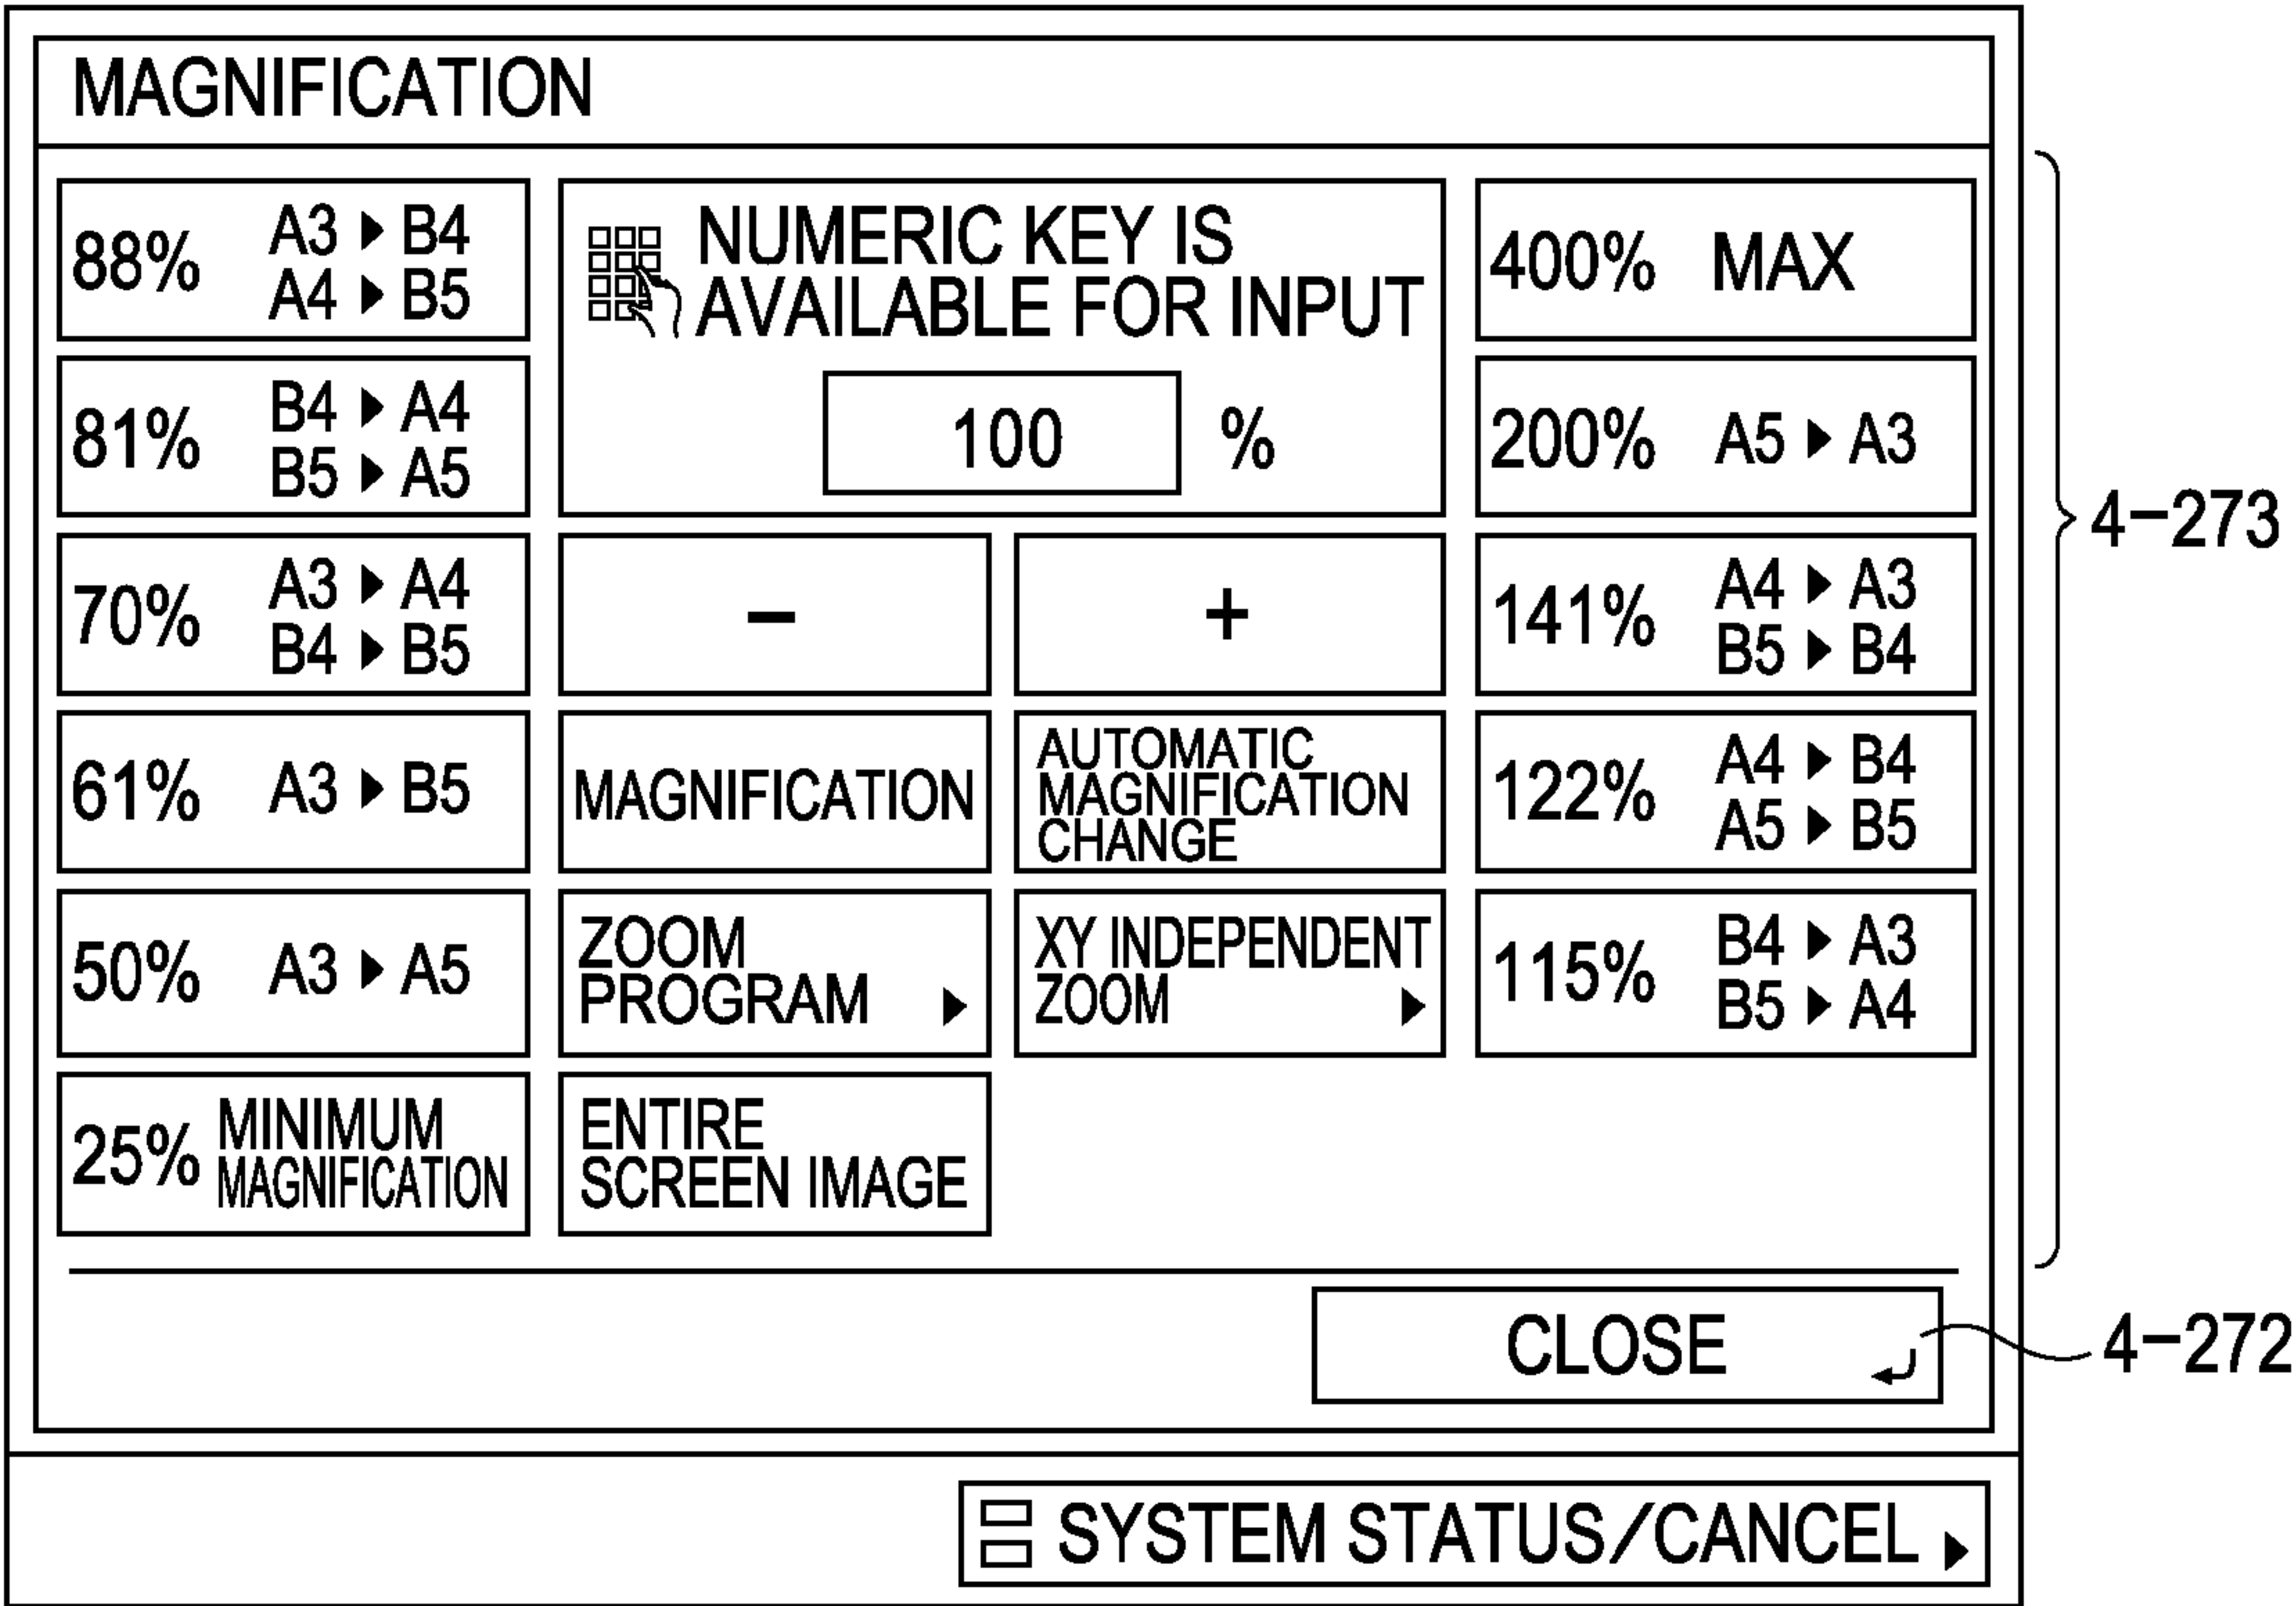 MAGNIFICATION
88% A3 ▶ B4
A4 ▶ B5
81% B4 ▶ A4
B5 ▶ A5
70% A3 ▶ A4
B4 ▶ B5
61% A3 ▶ B5
50% A3 ▶ A5
25% MINIMUM
MAGNIFICATION
NUMERIC KEY IS
AVAILABLE FOR INPUT
100 %
− +
MAGNIFICATION
AUTOMATIC
MAGNIFICATION
CHANGE
ZOOM
PROGRAM ▶
XY INDEPENDENT
ZOOM ▶
ENTIRE
SCREEN IMAGE
400% MAX
200% A5 ▶ A3
141% A4 ▶ A3
B5 ▶ B4
122% A4 ▶ B4
A5 ▶ B5
115% B4 ▶ A3
B5 ▶ A4
4-273
CLOSE
4-272
SYSTEM STATUS/CANCEL ▶